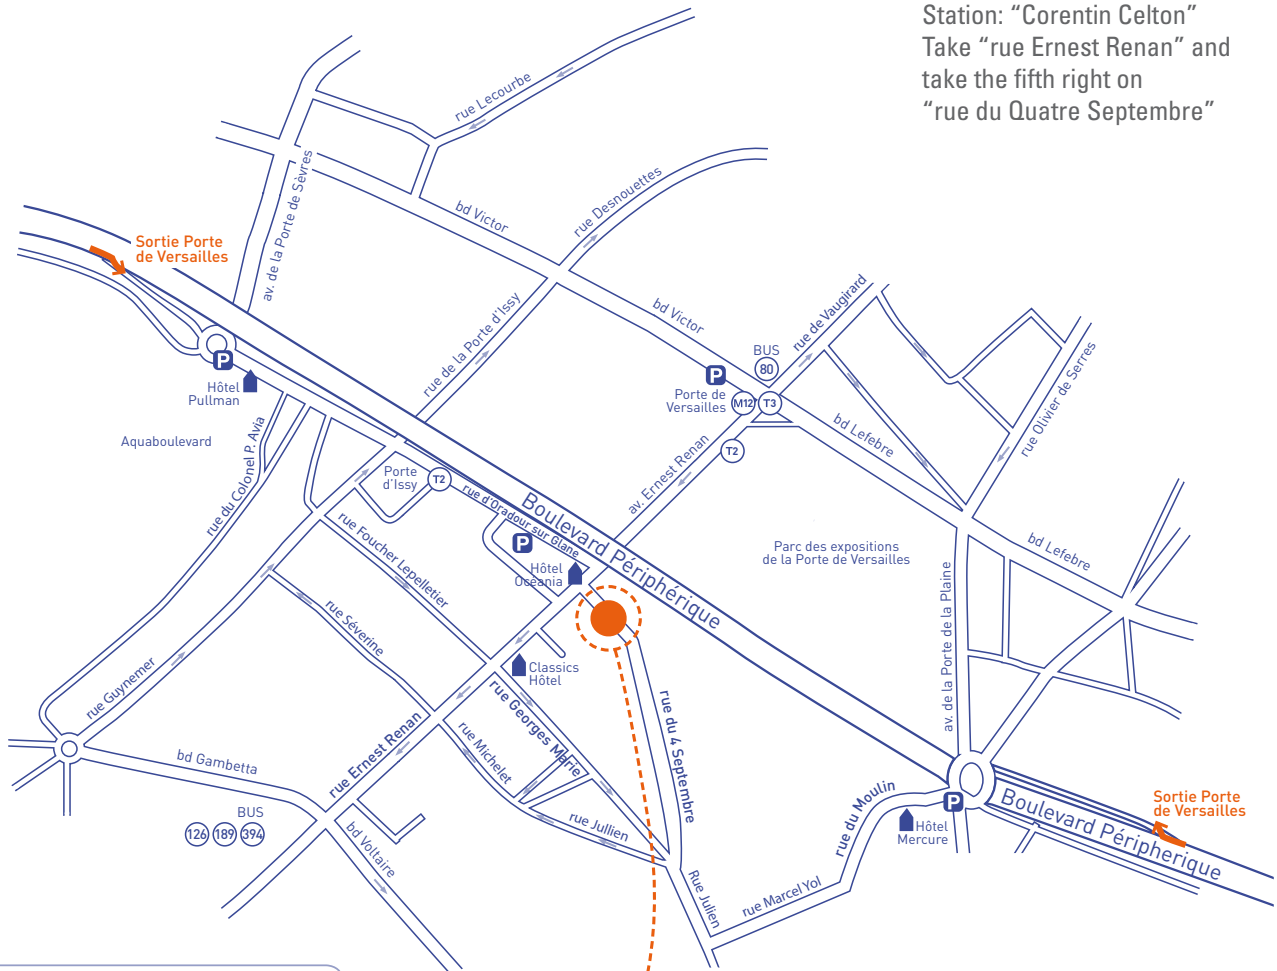 Station: “Corentin Celton”
Take “rue Ernest Renan” and
take the fifth right on
“rue du Quatre Septembre”
rue Lecourbe
av. de la Porte de Sèvres
bd Victor
rue Desnouettes
Sortie Porte
de Versailles
rue de la Porte d'Issy
bd Victor
rue de Vaugirard
BUS
80
P
Porte de
Versailles
M12
T3
T2
P
Hôtel
Pullman
Aquaboulevard
rue du Colonel P. Avia
rue Olivier de Serres
bd Lefebre
av. Ernest Renan
Porte
d'Issy
T2
rue d'Oradour sur Glane
Boulevard Périphérique
P
Hôtel
Océania
rue Foucher Lepelletier
Parc des expositions
de la Porte de Versailles
bd Lefebre
av. de la Porte de la Plaine
rue Séverine
rue Guynemer
Classics
Hôtel
rue Georges Marie
rue du 4 Septembre
rue Ernest Renan
rue Michelet
bd Gambetta
BUS
126
189
394
bd Voltaire
rue Jullien
Rue Julien
rue Marcel Yol
rue du Moulin
P
Hôtel
Mercure
Boulevard Péripherique
Sortie Porte
de Versailles